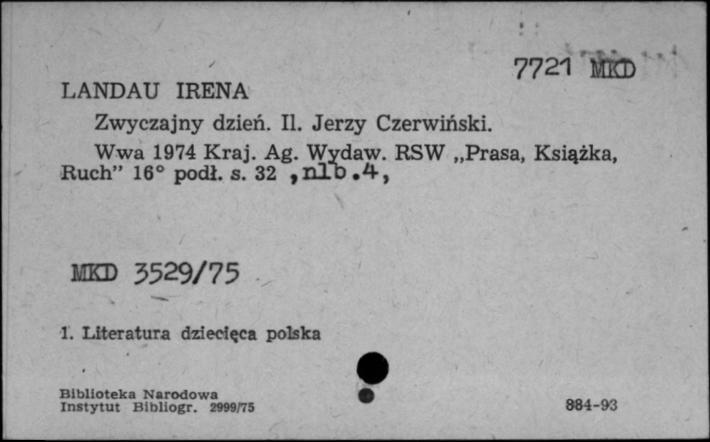 7721 MKD
LANDAU IRENA
Zwyczajny dzień. Il. Jerzy Czerwiński.
Wwa 1974 Kraj. Ag. Wydaw. RSW „Prasa, Książka,
Ruch” 16° podł. s. 32 ,nlb.4,
MKD 3529/75
1. Literatura dziecięca polska
Biblioteka Narodowa
Instytut Bibliogr. 2999/75
884-93